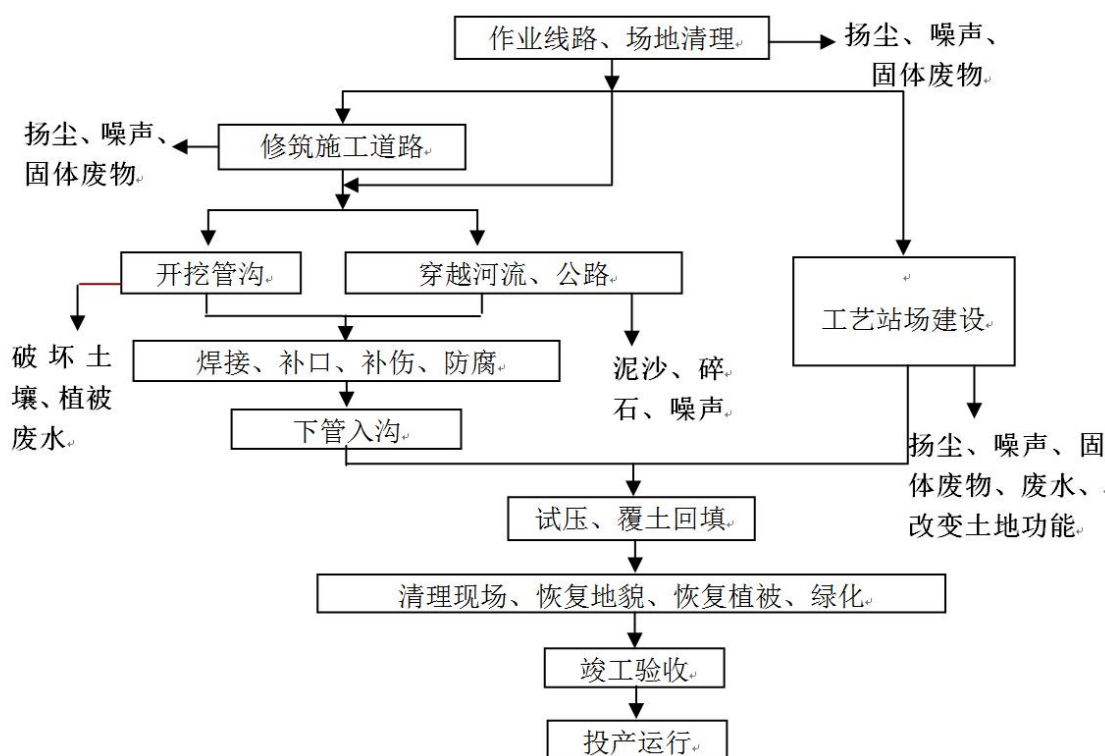 作业线路、场地清理
扬尘、噪声、
固体废物
扬尘、噪声、
固体废物
修筑施工道路
开挖管沟
穿越河流、公路
工艺站场建设
破坏土
壤、植被
废水
焊接、补口、补伤、防腐
泥沙、碎
石、噪声
下管入沟
扬尘、噪声、固
体废物、废水、
改变土地功能
试压、覆土回填
清理现场、恢复地貌、恢复植被、绿化
竣工验收
投产运行